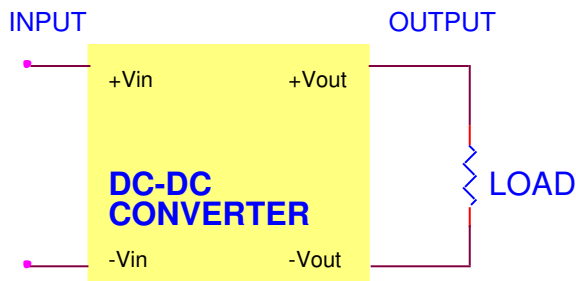 INPUT
OUTPUT
+Vin
+Vout
DC-DC
CONVERTER
LOAD
-Vin
-Vout